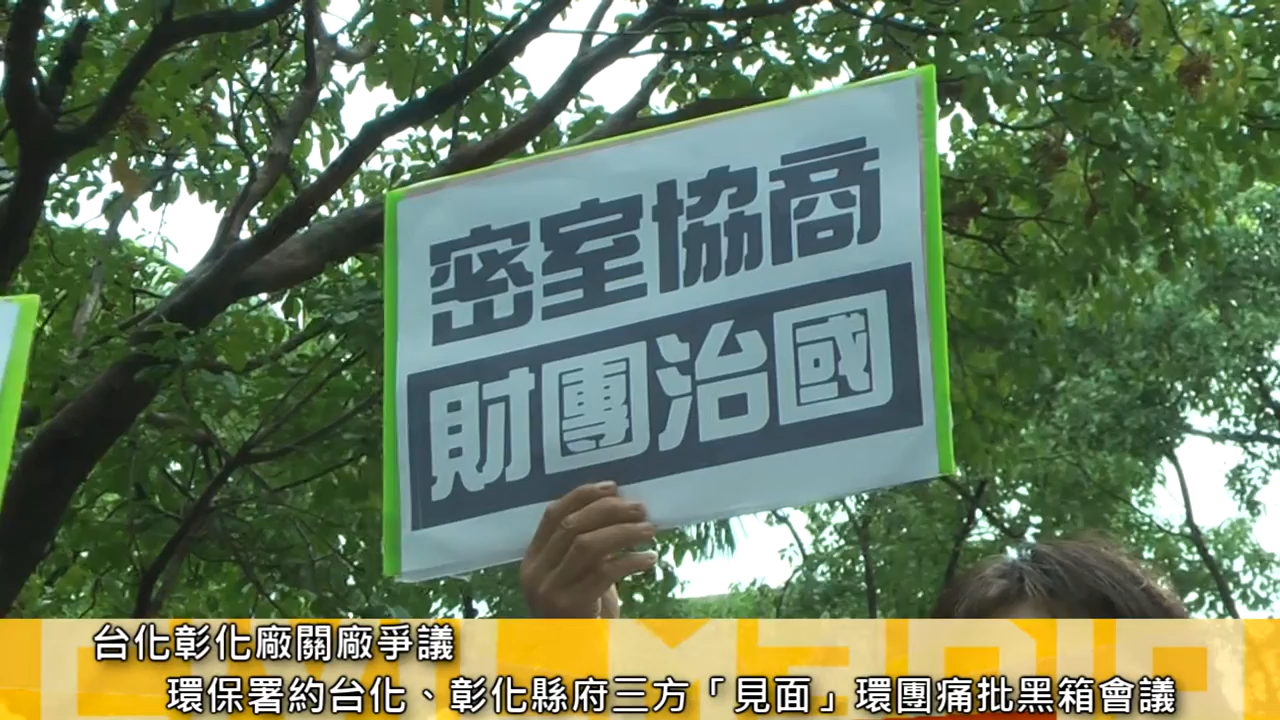 密室協商
財團治國
台化彰化廠關廠爭議
環保署約台化、彰化縣府三方「見面」環團痛批黑箱會議